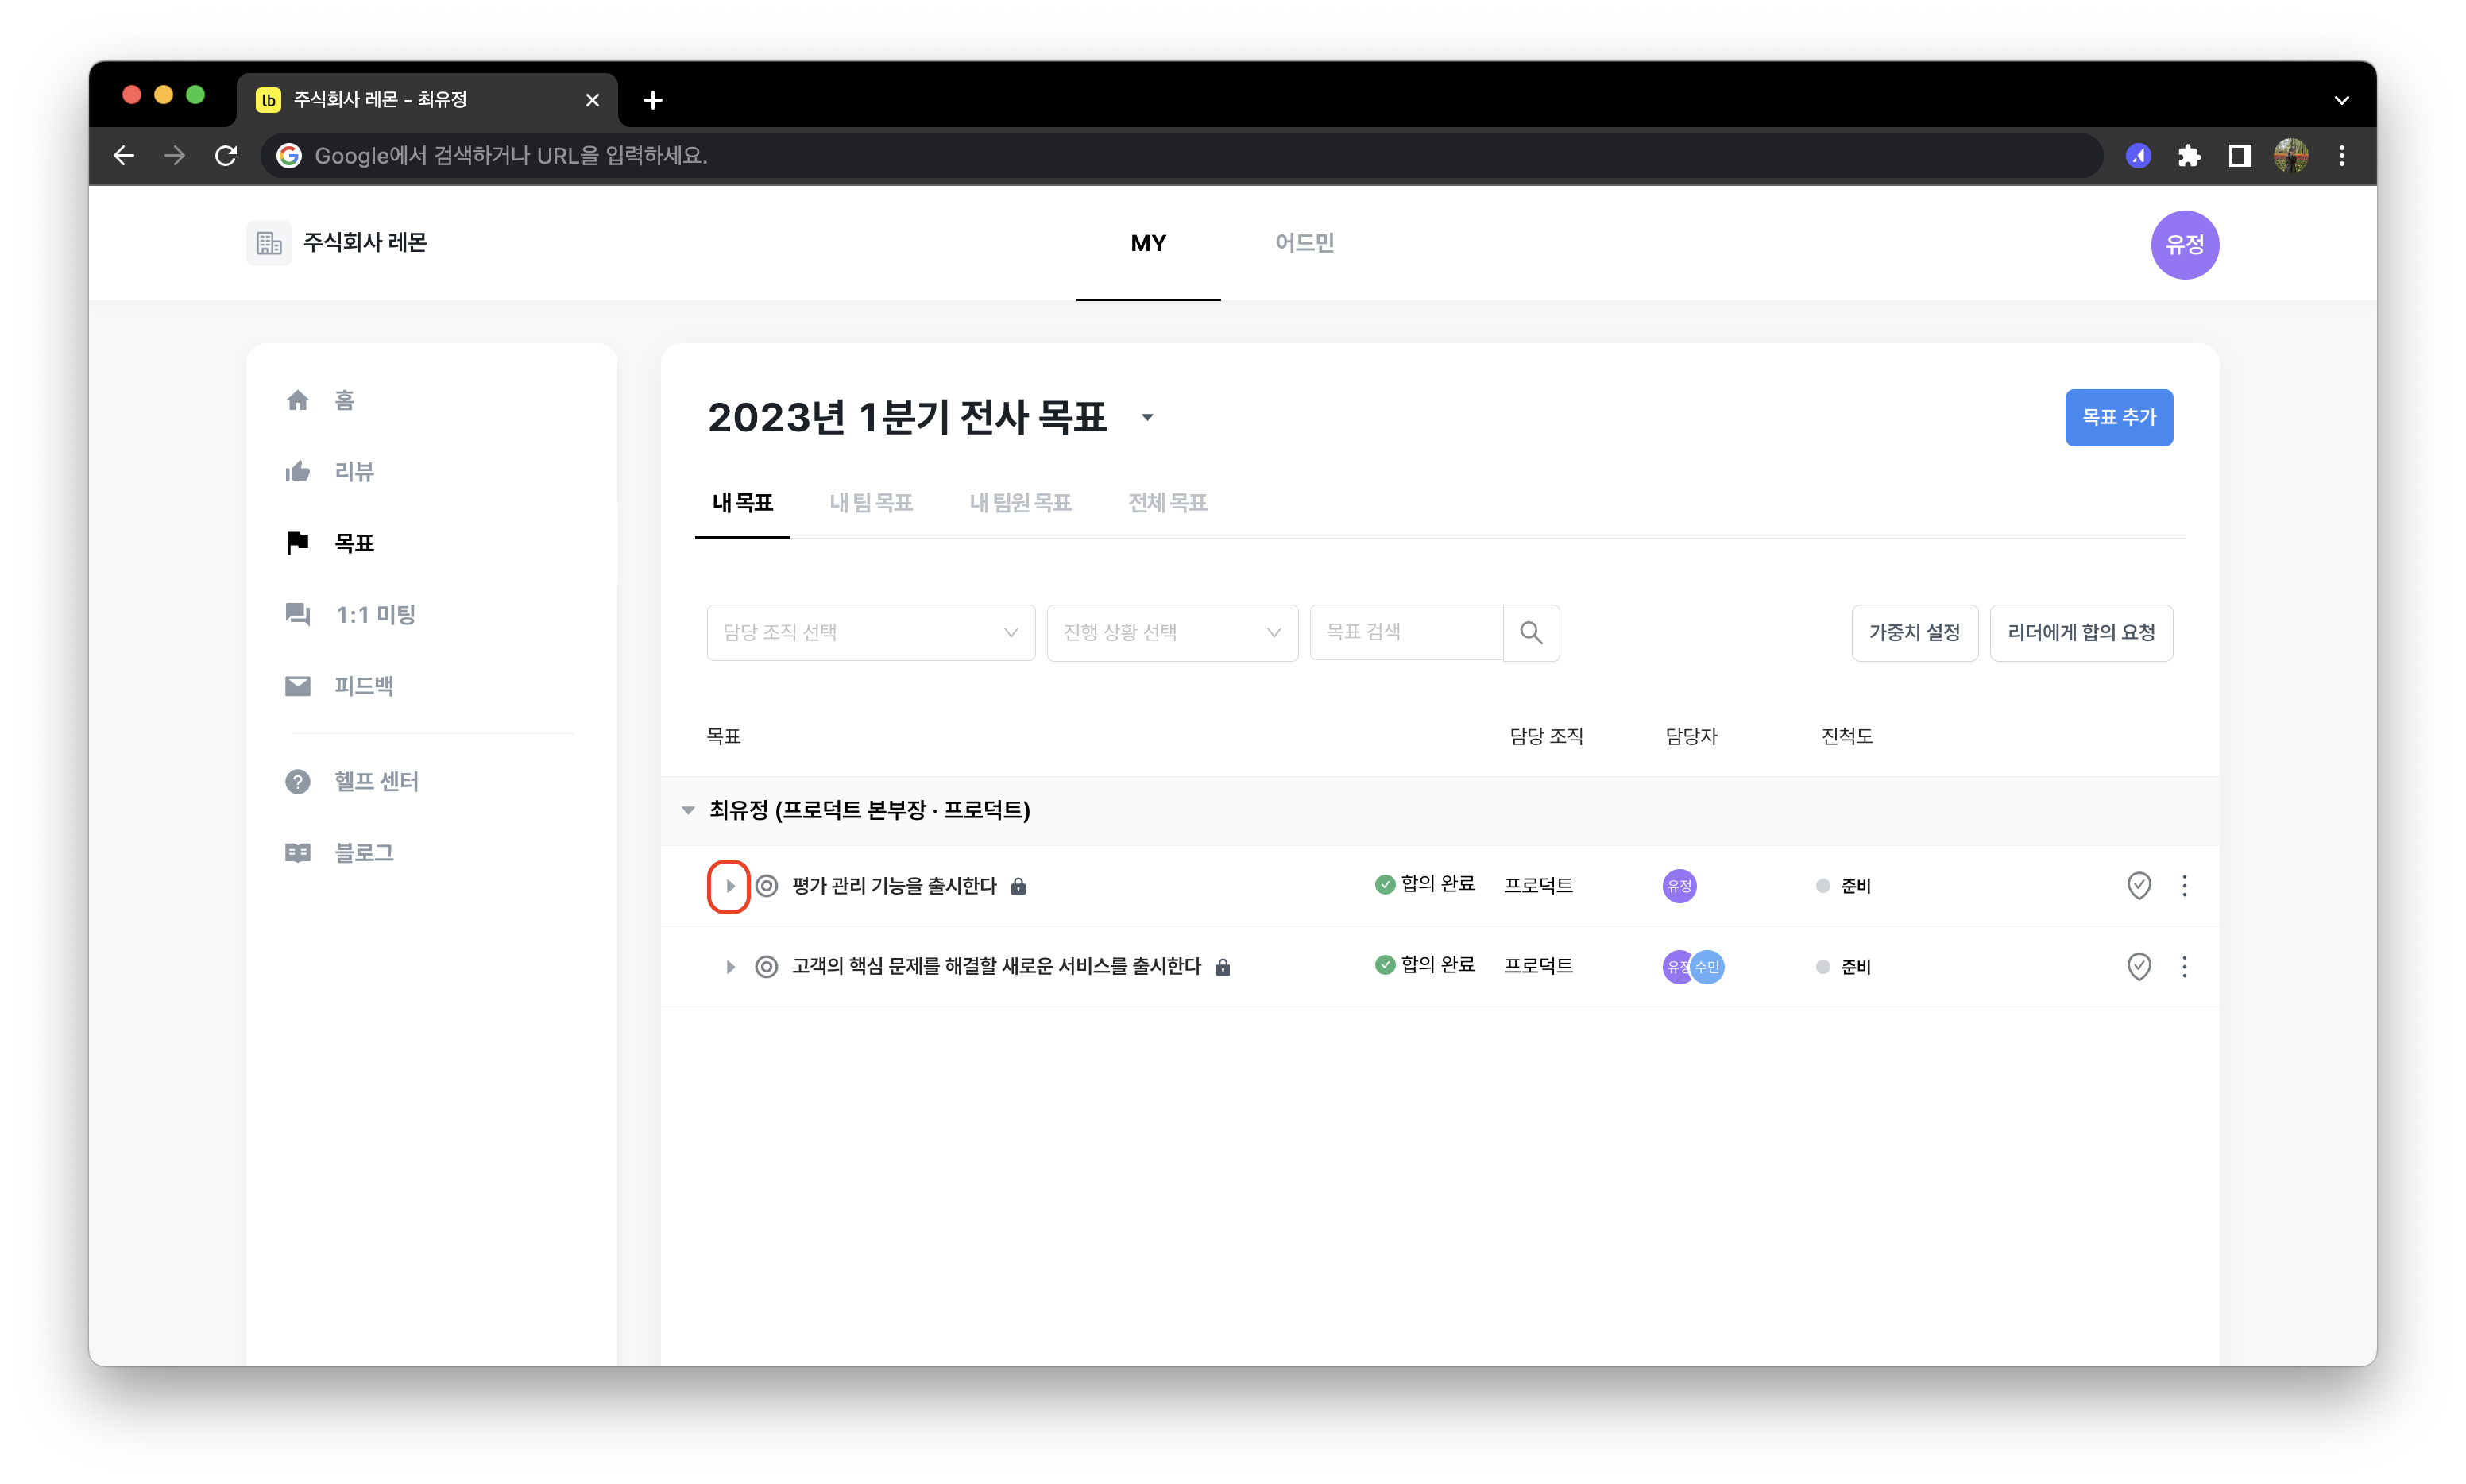 lb 주식회사 레몬 - 최유정
Google에서 검색하거나 URL을 입력하세요.
주식회사 레몬
MY
어드민
유정
홈
리뷰
목표
1:1 미팅
피드백
헬프 센터
블로그
2023년 1분기 전사 목표
목표 추가
내 목표
내 팀 목표
내 팀원 목표
전체 목표
담당 조직 선택
진행 상황 선택
목표 검색
가중치 설정
리더에게 합의 요청
목표 담당 조직 담당자 진척도
최유정 (프로덕트 본부장 · 프로덕트)
평가 관리 기능을 출시한다 합의 완료 프로덕트 유정 준비
고객의 핵심 문제를 해결할 새로운 서비스를 출시한다 합의 완료 프로덕트 유정 수민 준비